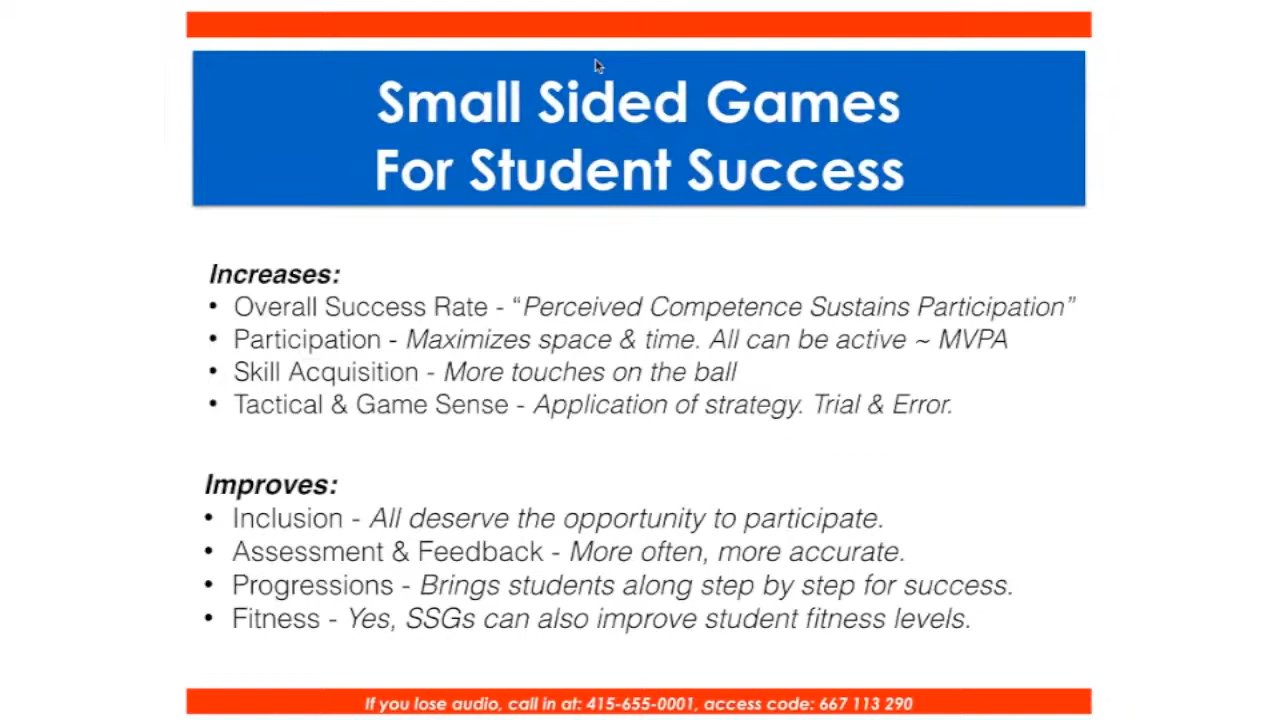 Small Sided Games
For Student Success
Increases:
• Overall Success Rate - “Perceived Competence Sustains Participation”
• Participation - Maximizes space & time. All can be active ~ MVPA
• Skill Acquisition - More touches on the ball
• Tactical & Game Sense - Application of strategy. Trial & Error.
Improves:
• Inclusion - All deserve the opportunity to participate.
• Assessment & Feedback - More often, more accurate.
• Progressions - Brings students along step by step for success.
• Fitness - Yes, SSGs can also improve student fitness levels.
If you lose audio, call in at: 415-655-0001, access code: 667 113 290